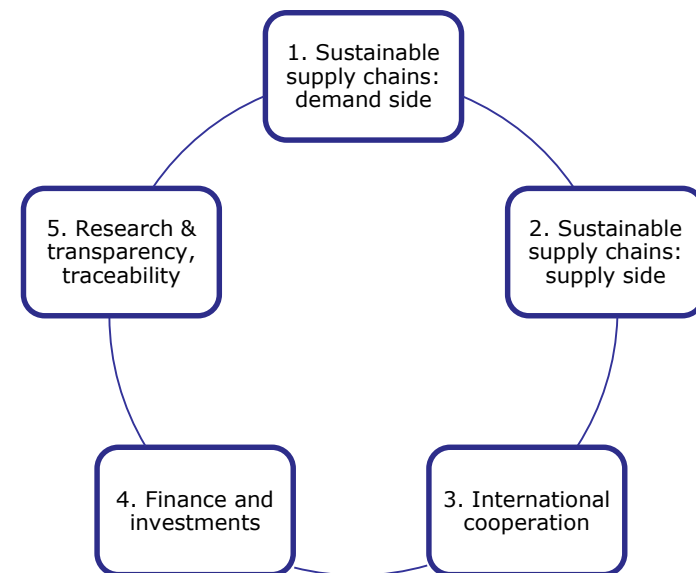 1. Sustainable
supply chains:
demand side
2. Sustainable
supply chains:
supply side
3. International
cooperation
4. Finance and
investments
5. Research &
transparency,
traceability